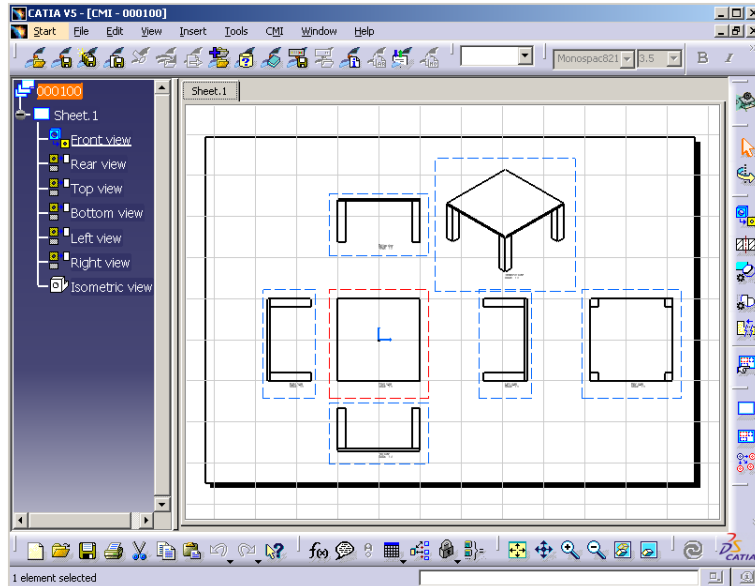 CATIA V5 - [CMI - 000100]
Start File Edit View Insert Tools CMI Window Help
Monospac821 3.5 B I
000100
Sheet.1
Sheet.1
Front view
Rear view
Top view
Bottom view
Left view
Right view
Isometric view
f(x)
CATIA
1 element selected